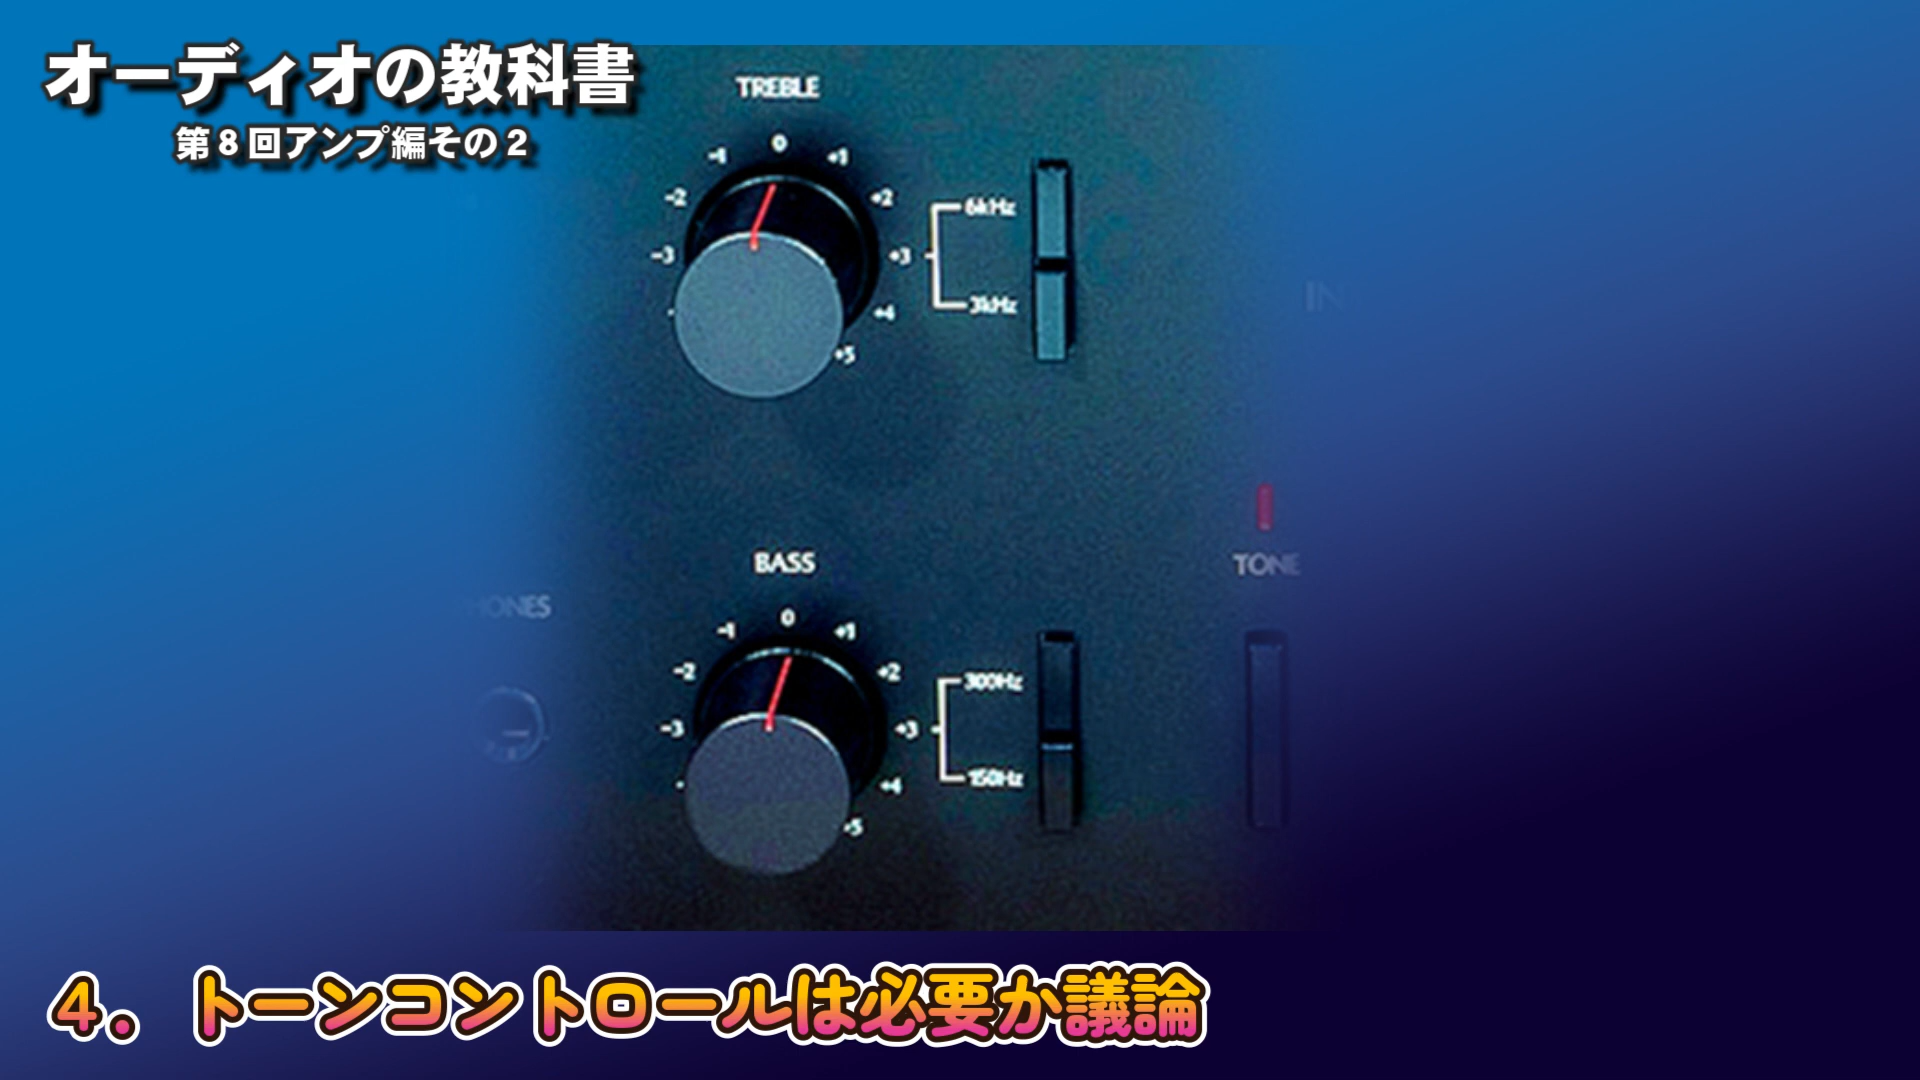 オーディオの教科書
第8回アンプ編その2
TREBLE
-1 0 +1
-2 +2
-3 +3
+4
+5
6kHz
3kHz
IN
TONE
HONES
BASS
-1 0 +1
-2 +2
-3 +3
+4
-5
300Hz
150Hz
4. トーンコントロールは必要か議論